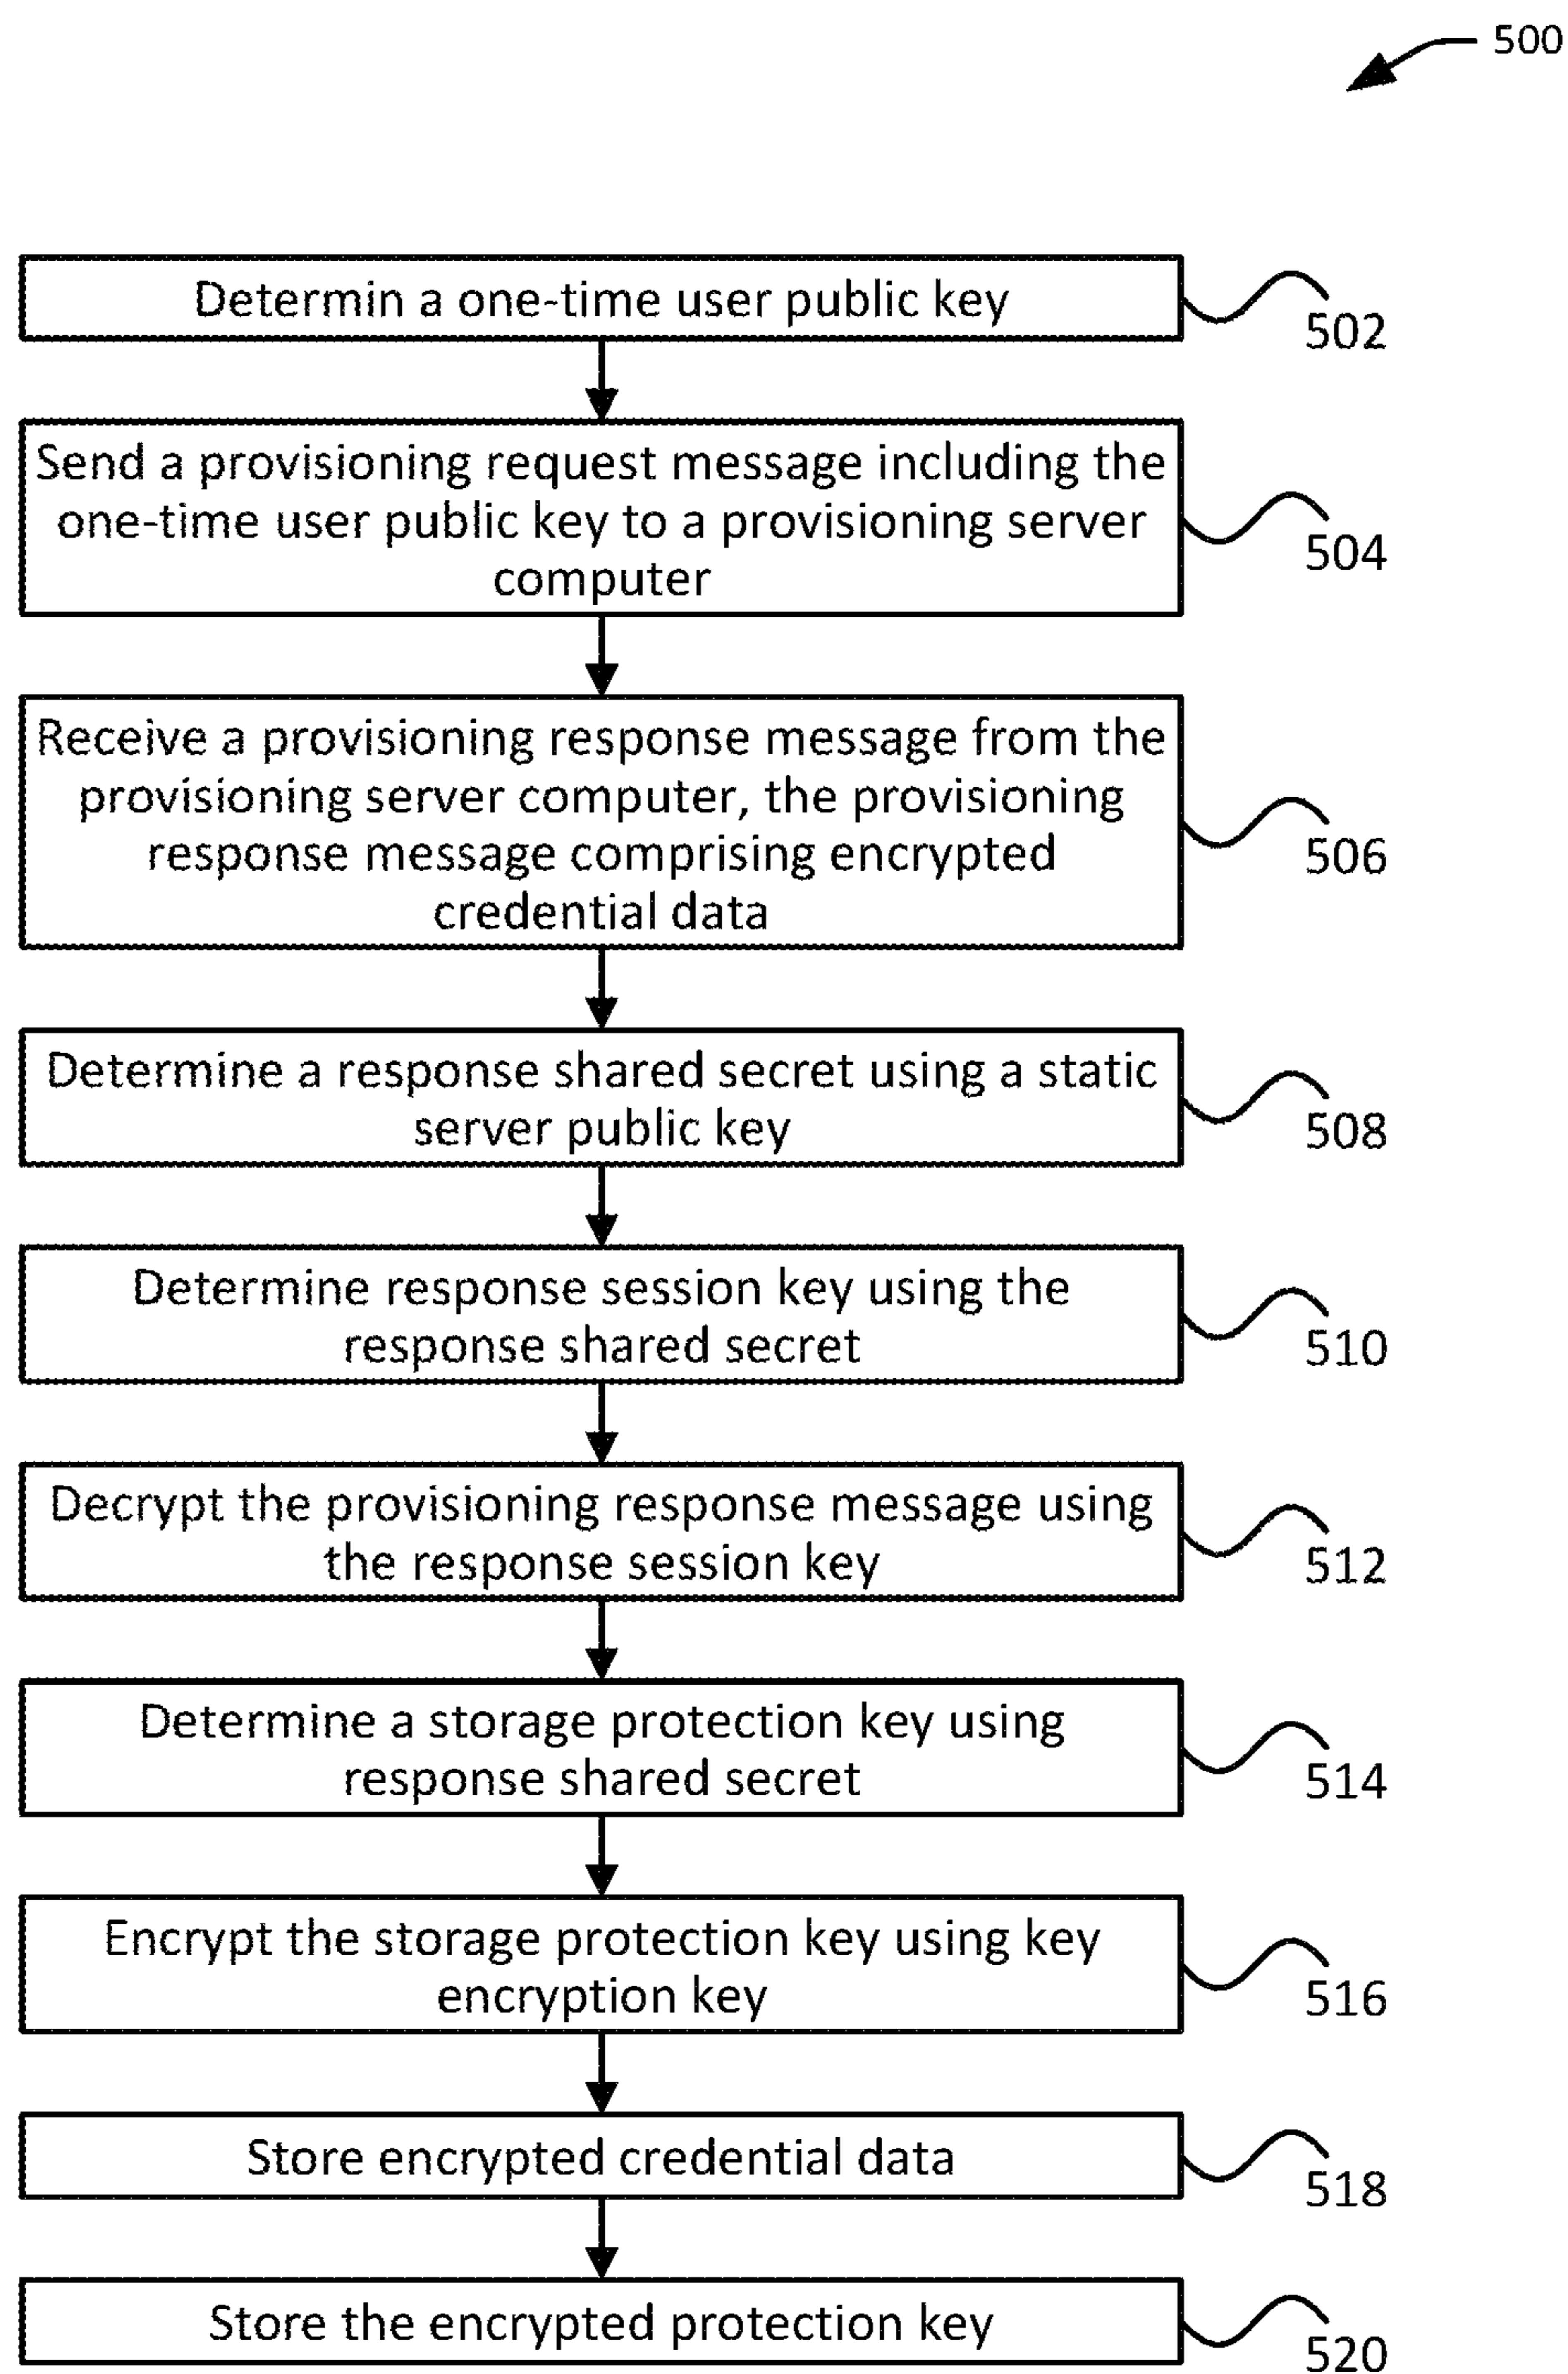 500
Determin a one-time user public key
502
Send a provisioning request message including the
one-time user public key to a provisioning server
computer
504
Receive a provisioning response message from the
provisioning server computer, the provisioning
response message comprising encrypted
credential data
506
Determine a response shared secret using a static
server public key
508
Determine response session key using the
response shared secret
510
Decrypt the provisioning response message using
the response session key
512
Determine a storage protection key using
response shared secret
514
Encrypt the storage protection key using key
encryption key
516
Store encrypted credential data
518
Store the encrypted protection key
520